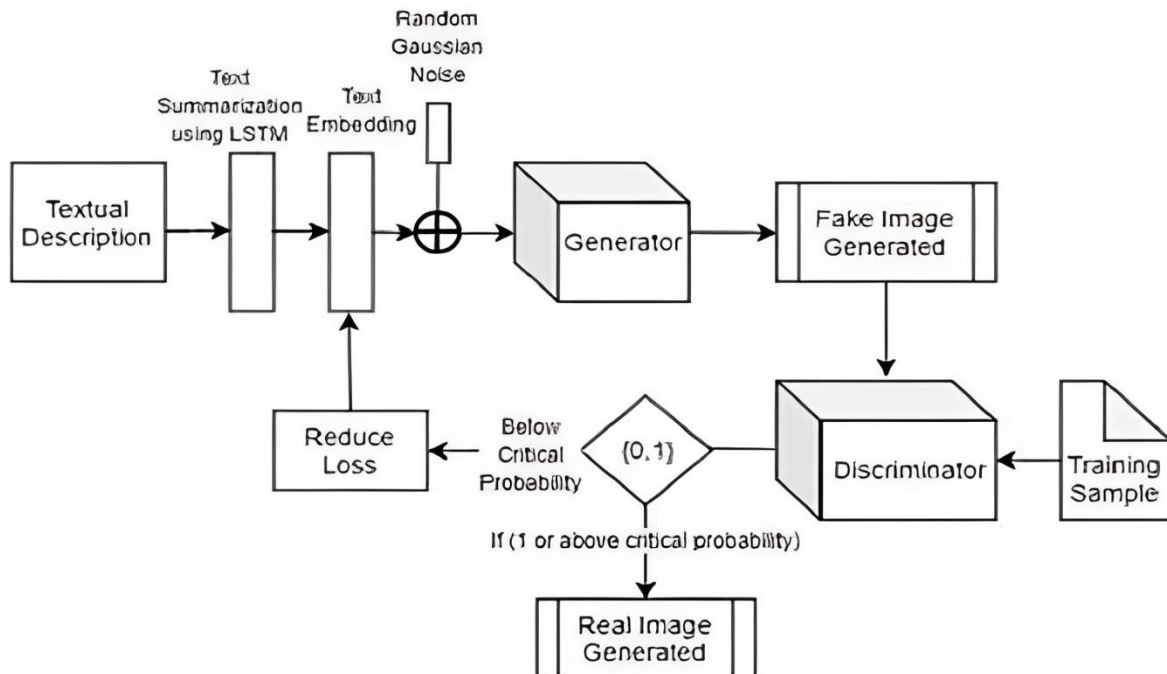 Random
Gaussian
Noise
Text
Summarization
using LSTM
Text
Embedding
Textual
Description
Generator
Fake Image
Generated
Reduce
Loss
Below
Critical
Probability
{0,1}
Discriminator
Training
Sample
If (1 or above critical probability)
Real Image
Generated